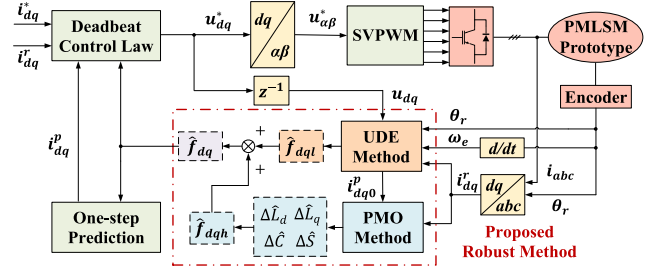 i*dq
u*dq
u*αβ
Deadbeat
Control Law
dq
αβ
SVPWM
PMLSM
Prototype
irdq
z⁻¹
udq
Encoder
θr
ipdq
f̂dq
+
f̂dql
UDE
Method
ωe
d/dt
+
ip dq0
irdq
iabc
One-step
Prediction
f̂dqh
ΔL̂d ΔL̂q
ΔĈ ΔŜ
PMO
Method
dq
abc
θr
Proposed
Robust Method